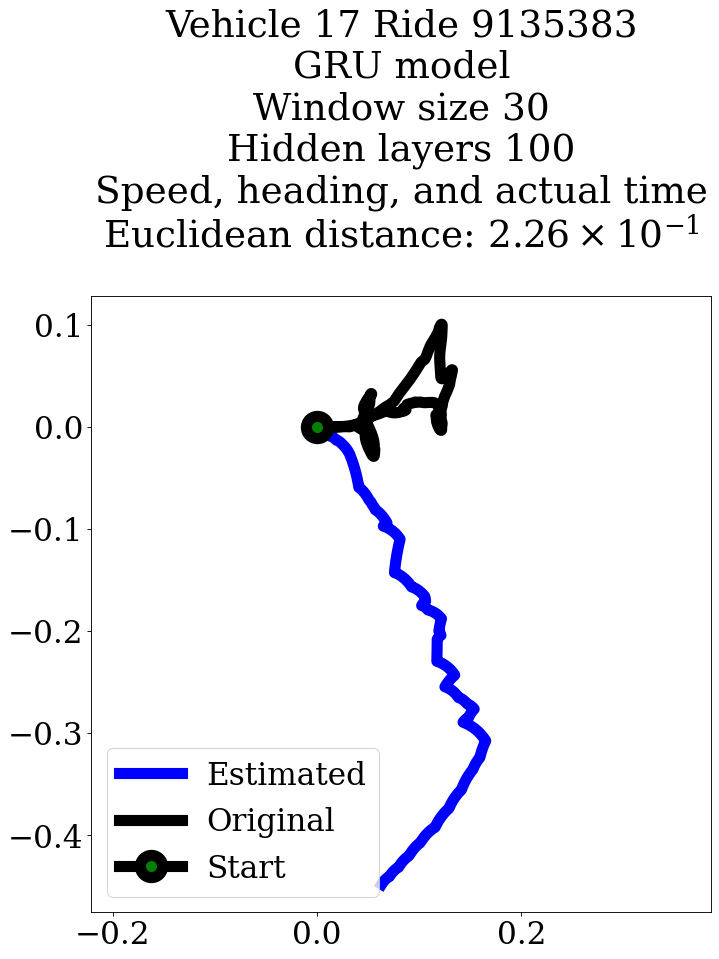 Vehicle 17 Ride 9135383
GRU model
Window size 30
Hidden layers 100
Speed, heading, and actual time
Euclidean distance: 2.26 × 10⁻¹
0.1
0.0
−0.1
−0.2
−0.3
−0.4
Estimated
Original
Start
−0.2 0.0 0.2